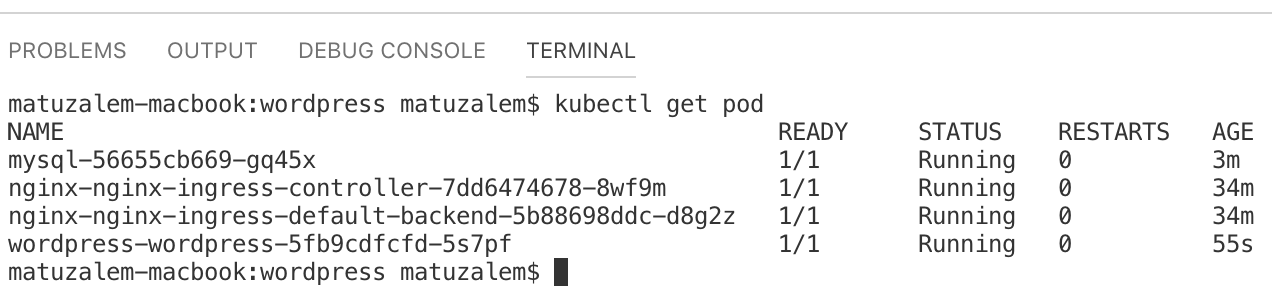 PROBLEMS OUTPUT DEBUG CONSOLE TERMINAL
matuzalem-macbook:wordpress matuzalem$ kubectl get pod
NAME READY STATUS RESTARTS AGE
mysql-56655cb669-gq45x 1/1 Running 0 3m
nginx-nginx-ingress-controller-7dd6474678-8wf9m 1/1 Running 0 34m
nginx-nginx-ingress-default-backend-5b88698ddc-d8g2z 1/1 Running 0 34m
wordpress-wordpress-5fb9cdfcfd-5s7pf 1/1 Running 0 55s
matuzalem-macbook:wordpress matuzalem$